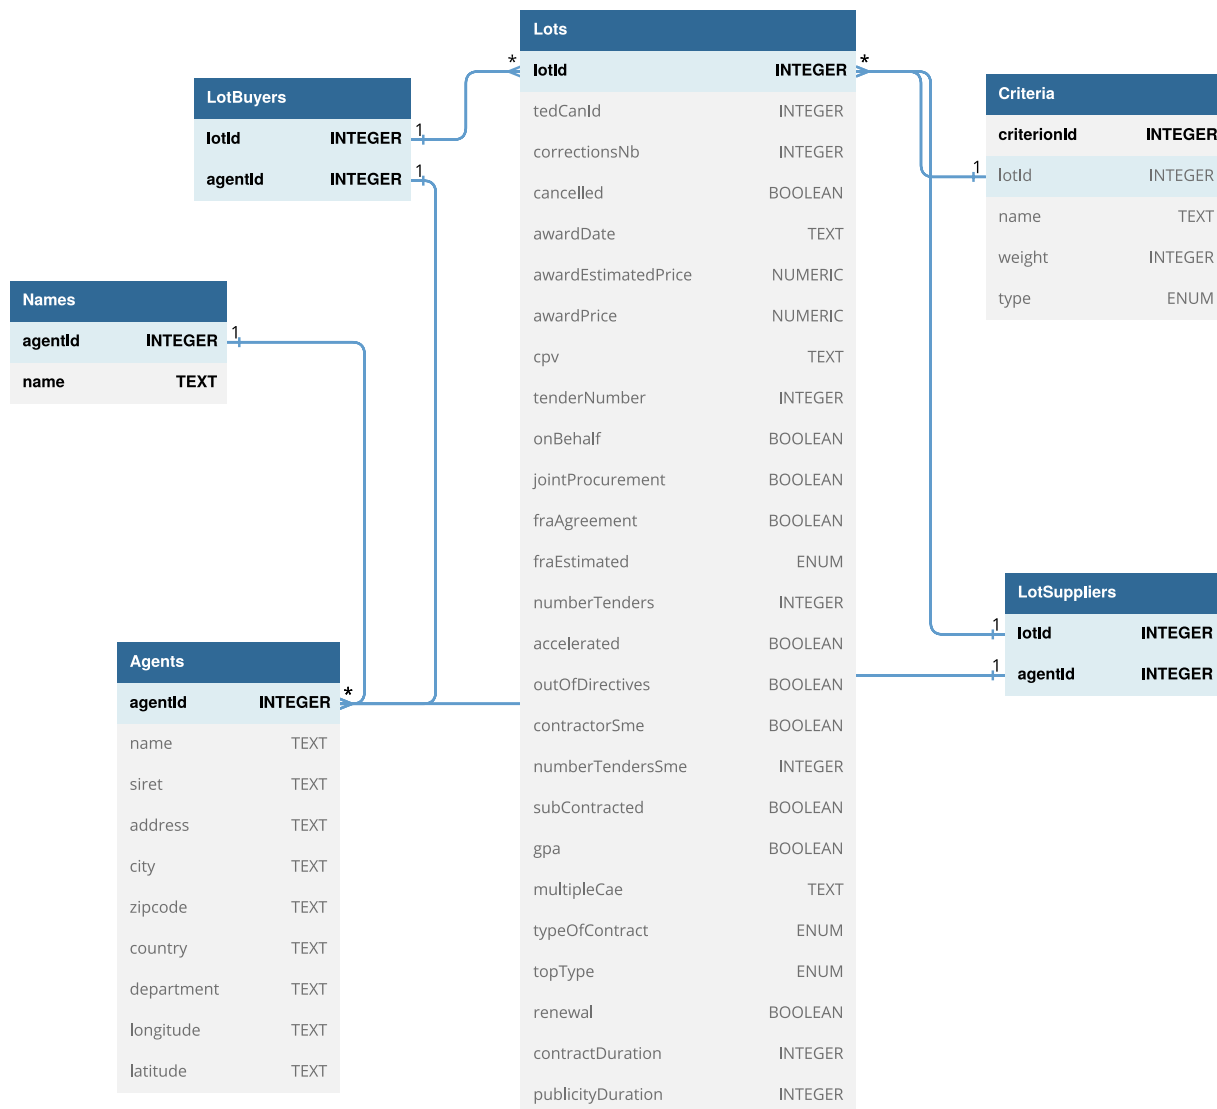 Lots
lotId INTEGER
tedCanId INTEGER
correctionsNb INTEGER
cancelled BOOLEAN
awardDate TEXT
awardEstimatedPrice NUMERIC
awardPrice NUMERIC
cpv TEXT
tenderNumber INTEGER
onBehalf BOOLEAN
jointProcurement BOOLEAN
fraAgreement BOOLEAN
fraEstimated ENUM
numberTenders INTEGER
accelerated BOOLEAN
outOfDirectives BOOLEAN
contractorSme BOOLEAN
numberTendersSme INTEGER
subContracted BOOLEAN
gpa BOOLEAN
multipleCae TEXT
typeOfContract ENUM
topType ENUM
renewal BOOLEAN
contractDuration INTEGER
publicityDuration INTEGER
* *
LotBuyers
lotId INTEGER 1
agentId INTEGER 1
Names
agentId INTEGER 1
name TEXT
Agents
agentId INTEGER *
name TEXT
siret TEXT
address TEXT
city TEXT
zipcode TEXT
country TEXT
department TEXT
longitude TEXT
latitude TEXT
Criteria
criterionId INTEGER
1 lotId INTEGER
name TEXT
weight INTEGER
type ENUM
LotSuppliers
1 lotId INTEGER
1 agentId INTEGER